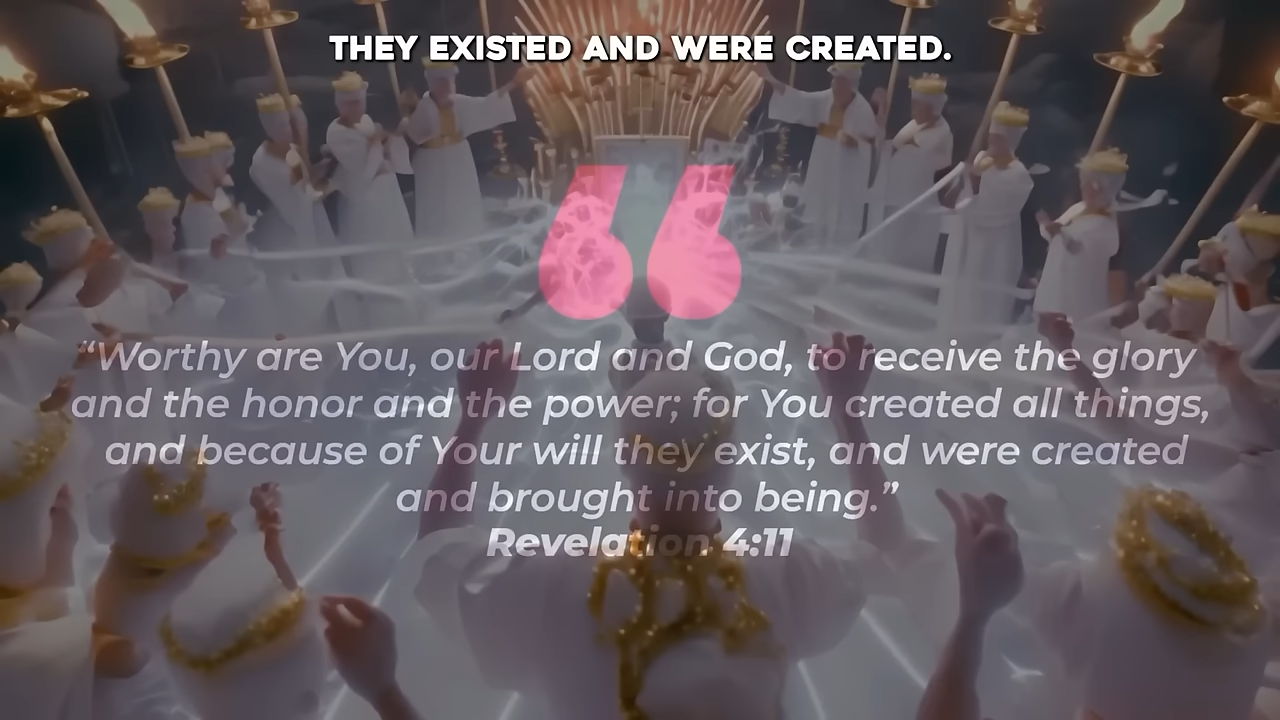 THEY EXISTED AND WERE CREATED.
“Worthy are You, our Lord and God, to receive the glory
and the honor and the power; for You created all things,
and because of Your will they exist, and were created
and brought into being.”
Revelation 4:11